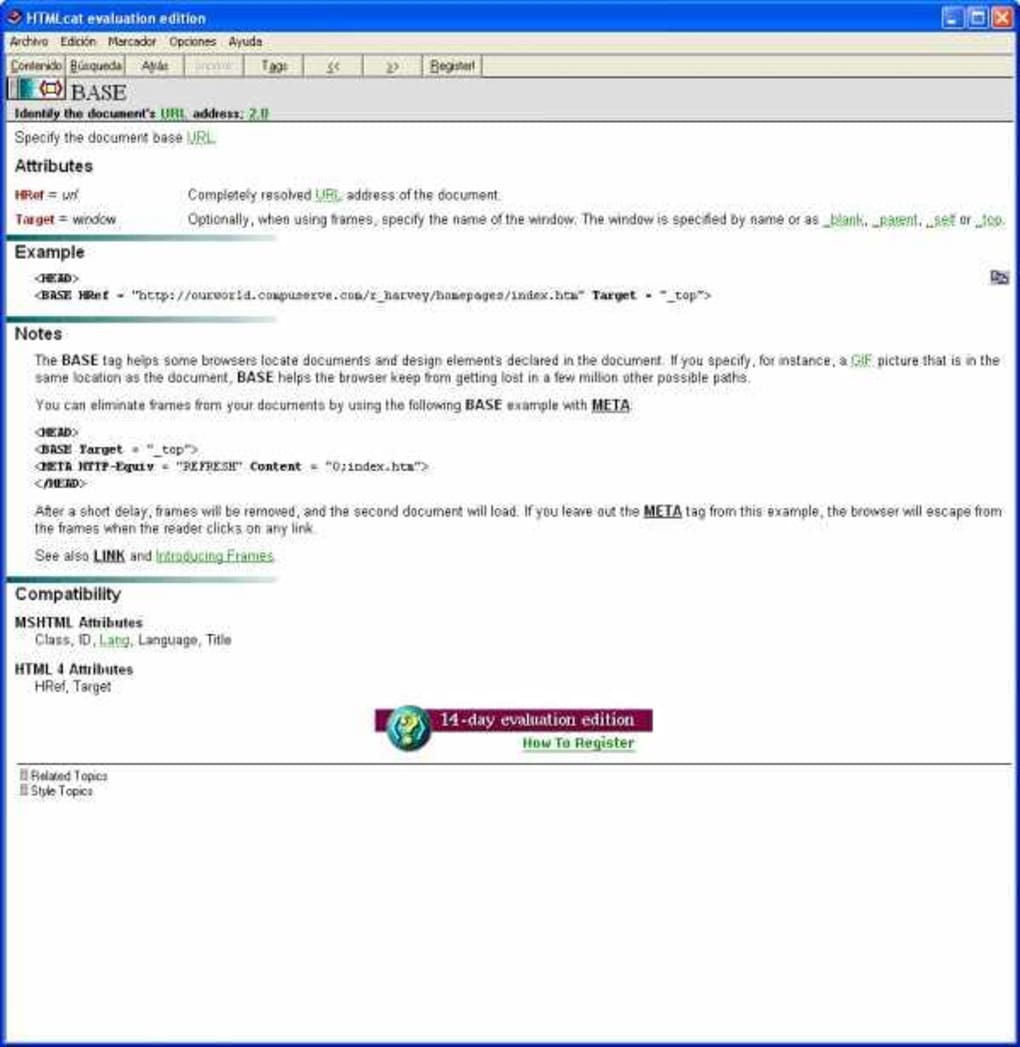 HTMLcat evaluation edition
Archivo Edición Marcador Opciones Ayuda
Contenido Búsqueda Atrás Imprimir Tags << >> Register!
BASE
Identify the document's URL address; 2.0
Specify the document base URL.
Attributes
HRef = url Completely resolved URL address of the document.
Target = window Optionally, when using frames, specify the name of the window. The window is specified by name or as _blank, _parent, _self or _top.
Example
<HEAD>
<BASE HRef = "http://ourworld.compuserve.com/r_harvey/homepages/index.htm" Target = "_top">
Notes
The BASE tag helps some browsers locate documents and design elements declared in the document. If you specify, for instance, a GIF picture that is in the
same location as the document, BASE helps the browser keep from getting lost in a few million other possible paths.
You can eliminate frames from your documents by using the following BASE example with META:
<HEAD>
<BASE Target = "_top">
<META HTTP-Equiv = "REFRESH" Content = "0;index.htm">
</HEAD>
After a short delay, frames will be removed, and the second document will load. If you leave out the META tag from this example, the browser will escape from
the frames when the reader clicks on any link.
See also LINK and Introducing Frames.
Compatibility
MSHTML Attributes
Class, ID, Lang, Language, Title
HTML 4 Attributes
HRef, Target
14-day evaluation edition
How To Register
Related Topics
Style Topics